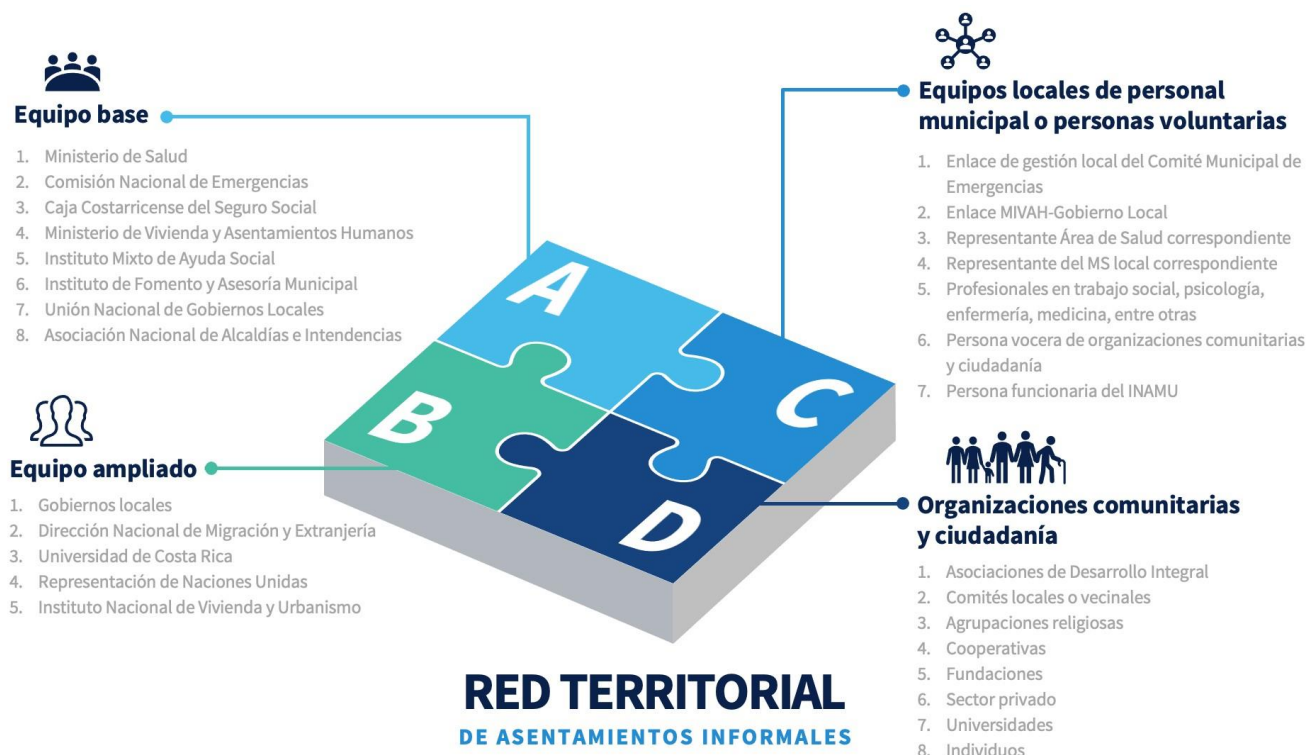 Equipo base
1. Ministerio de Salud
2. Comisión Nacional de Emergencias
3. Caja Costarricense del Seguro Social
4. Ministerio de Vivienda y Asentamientos Humanos
5. Instituto Mixto de Ayuda Social
6. Instituto de Fomento y Asesoría Municipal
7. Unión Nacional de Gobiernos Locales
8. Asociación Nacional de Alcaldías e Intendencias
Equipo ampliado
1. Gobiernos locales
2. Dirección Nacional de Migración y Extranjería
3. Universidad de Costa Rica
4. Representación de Naciones Unidas
5. Instituto Nacional de Vivienda y Urbanismo
A
B
C
D
Equipos locales de personal
municipal o personas voluntarias
1. Enlace de gestión local del Comité Municipal de
Emergencias
2. Enlace MIVAH-Gobierno Local
3. Representante Área de Salud correspondiente
4. Representante del MS local correspondiente
5. Profesionales en trabajo social, psicología,
enfermería, medicina, entre otras
6. Persona vocera de organizaciones comunitarias
y ciudadanía
7. Persona funcionaria del INAMU
Organizaciones comunitarias
y ciudadanía
1. Asociaciones de Desarrollo Integral
2. Comités locales o vecinales
3. Agrupaciones religiosas
4. Cooperativas
5. Fundaciones
6. Sector privado
7. Universidades
8. Individuos
RED TERRITORIAL
DE ASENTAMIENTOS INFORMALES